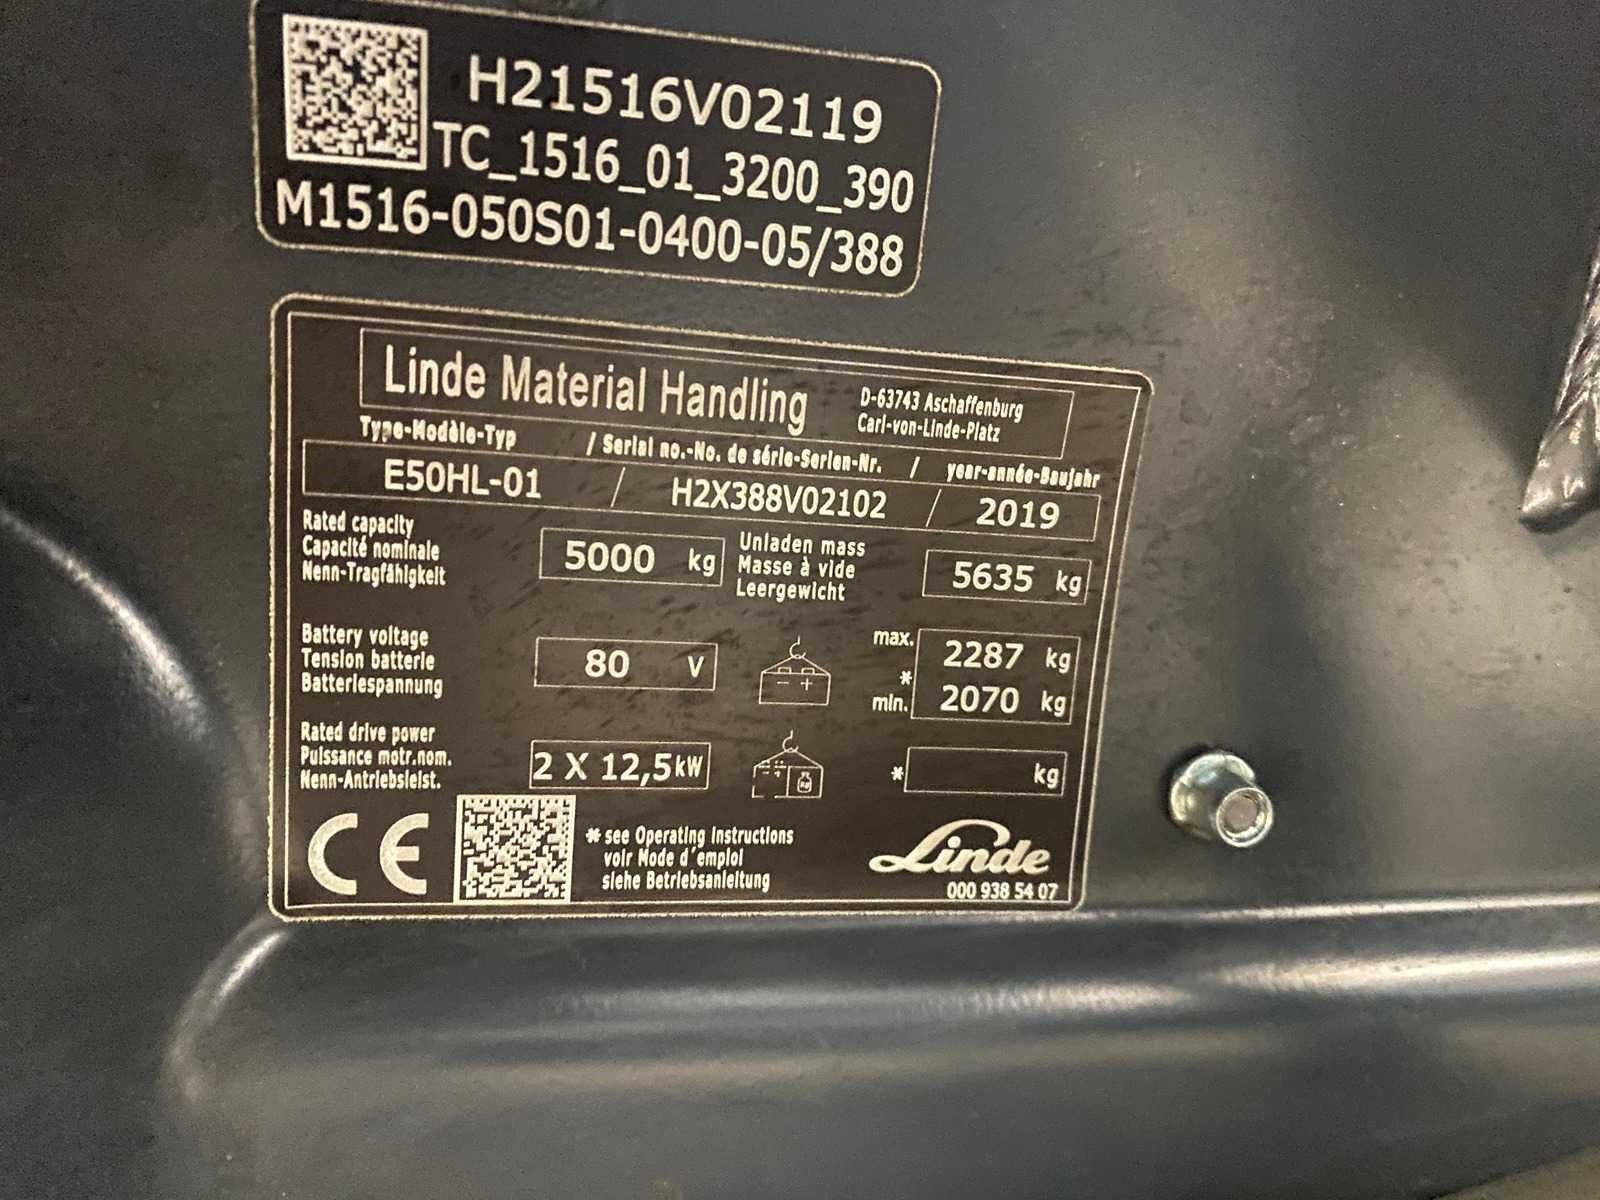 H21516V02119
TC_1516_01_3200_390
M1516-050S01-0400-05/388
Linde Material Handling
D-63743 Aschaffenburg
Carl-von-Linde-Platz
Type-Modèle-Typ / Serial no.-No. de série-Serien-Nr. / year-année-Baujahr
E50HL-01 / H2X388V02102 / 2019
Rated capacity
Capacité nominale
Nenn-Tragfähigkeit
5000 kg
Unladen mass
Masse à vide
Leergewicht
5635 kg
Battery voltage
Tension batterie
Batteriespannung
80 V
- +
max. 2287 kg
*
min. 2070 kg
Rated drive power
Puissance motr.nom.
Nenn-Antriebsleist.
2 X 12,5 kW
* kg
CE
* see Operating Instructions
voir Mode d'emploi
siehe Betriebsanleitung
Linde
000 938 54 07